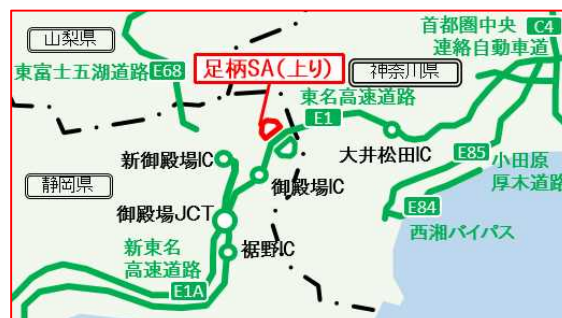 首都圏中央
連絡自動車道
C4
山梨県
東富士五湖道路
E68
足柄SA(上り)
神奈川県
東名高速道路
E1
大井松田IC
新御殿場IC
御殿場IC
静岡県
御殿場JCT
裾野IC
新東名
高速道路
E1A
E85
小田原
厚木道路
E84
西湘バイパス